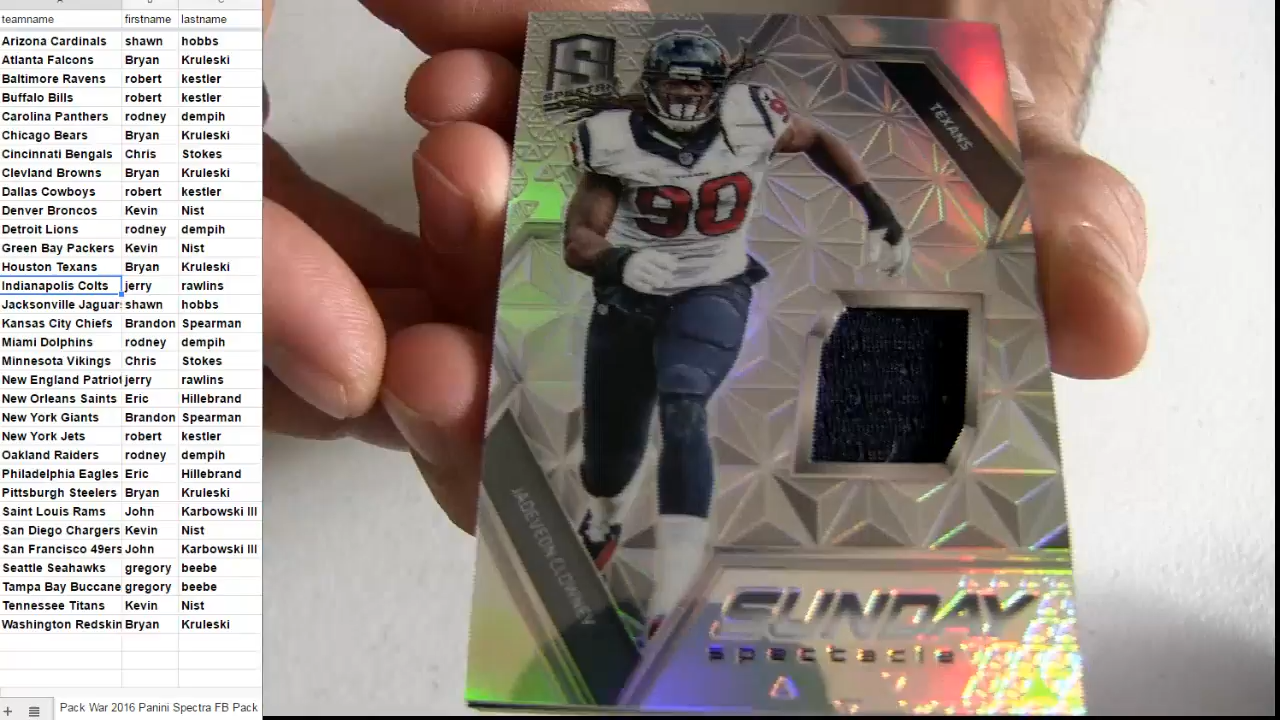 teamname firstname lastname
Arizona Cardinals shawn hobbs
Atlanta Falcons Bryan Kruleski
Baltimore Ravens robert kestler
Buffalo Bills robert kestler
Carolina Panthers rodney dempih
Chicago Bears Bryan Kruleski
Cincinnati Bengals Chris Stokes
Clevland Browns Bryan Kruleski
Dallas Cowboys robert kestler
Denver Broncos Kevin Nist
Detroit Lions rodney dempih
Green Bay Packers Kevin Nist
Houston Texans Bryan Kruleski
Indianapolis Colts jerry rawlins
Jacksonville Jaguar shawn hobbs
Kansas City Chiefs Brandon Spearman
Miami Dolphins rodney dempih
Minnesota Vikings Chris Stokes
New England Patriot jerry rawlins
New Orleans Saints Eric Hillebrand
New York Giants Brandon Spearman
New York Jets robert kestler
Oakland Raiders rodney dempih
Philadelphia Eagles Eric Hillebrand
Pittsburgh Steelers Bryan Kruleski
Saint Louis Rams John Karbowski III
San Diego Chargers Kevin Nist
San Francisco 49ers John Karbowski III
Seattle Seahawks gregory beebe
Tampa Bay Buccane gregory beebe
Tennessee Titans Kevin Nist
Washington Redskin Bryan Kruleski
Pack War 2016 Panini Spectra FB Pack
S
SPECTRA
TEXANS
TEXANS
90
JADEVEON CLOWNEY
SUNDAY
spectacle